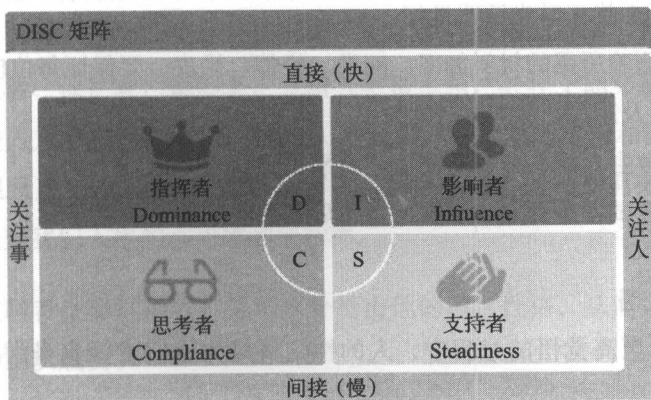 DISC 矩阵
直接（快）
指挥者
Dominance
D
I
影响者
Infiuence
关注事
关注人
C
S
思考者
Compliance
支持者
Steadiness
间接（慢）